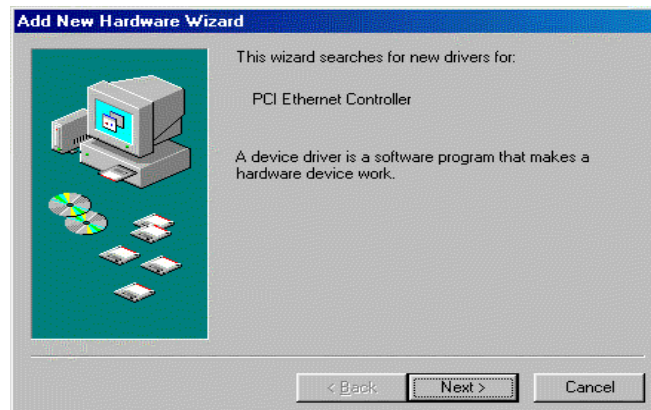 Add New Hardware Wizard
This wizard searches for new drivers for:
PCI Ethernet Controller
A device driver is a software program that makes a
hardware device work.
< Back
Next >
Cancel